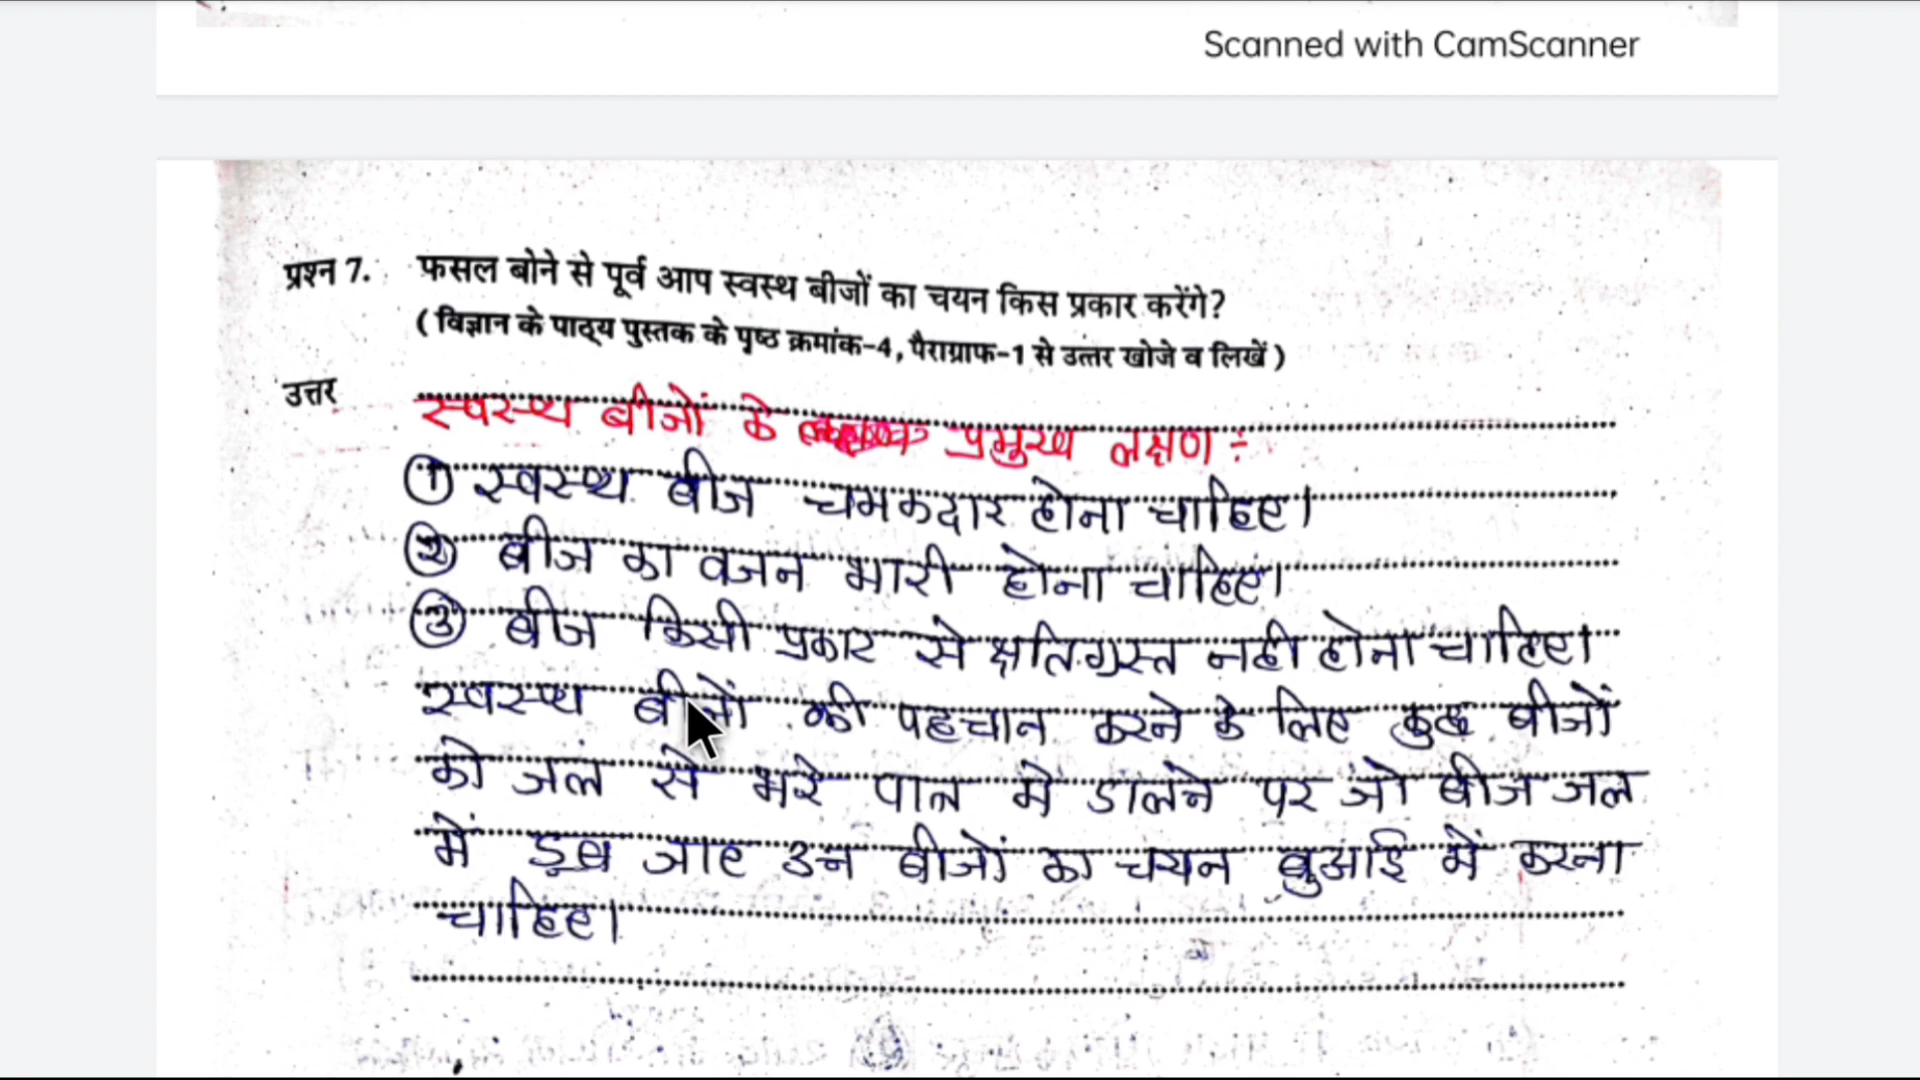 Scanned with CamScanner
प्रश्न 7. फसल बोने से पूर्व आप स्वस्थ बीजों का चयन किस प्रकार करेंगे?
( विज्ञान के पाठ्य पुस्तक के पृष्ठ क्रमांक-4, पैराग्राफ-1 से उत्तर खोजे व लिखें )
उत्तर
स्वस्थ बीजों के प्रमुख लक्षण ÷
① स्वस्थ बीज चमकदार होना चाहिए।
② बीज का वजन भारी होना चाहिए।
③ बीज किसी प्रकार से क्षतिग्रस्त नही होना चाहिए।
स्वस्थ बीजों की पहचान करने के लिए कुछ बीजों
को जल से भरे पात्र में डालने पर जो बीज जल
में डूब जाए उन बीजों का चयन बुआई में करना
चाहिए।